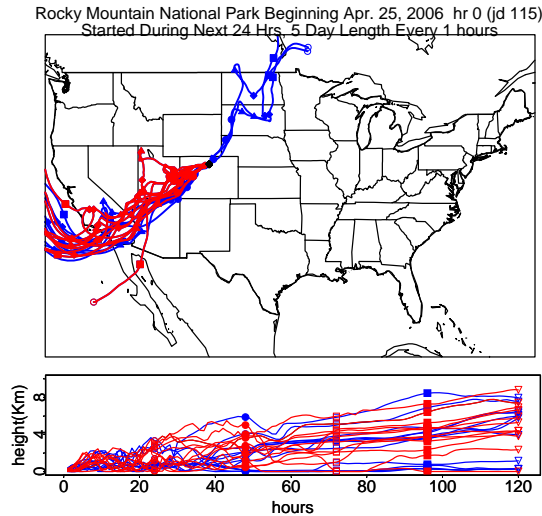 Rocky Mountain National Park Beginning Apr. 25, 2006 hr 0 (jd 115)
Started During Next 24 Hrs, 5 Day Length Every 1 hours
height(Km)
8
4
0
0 20 40 60 80 100 120
hours